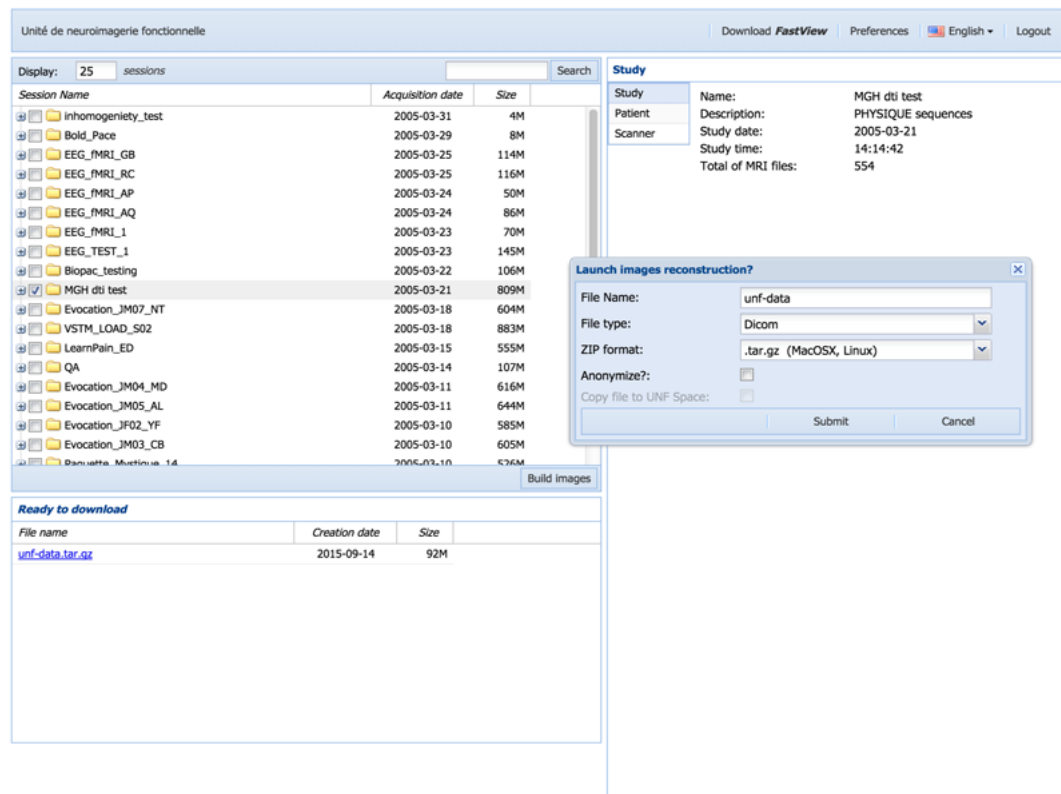 Unité de neuroimagerie fonctionnelle
Download FastView Preferences English Logout
Display: 25 sessions Search
Session Name Acquisition date Size
inhomogeniety_test 2005-03-31 4M
Bold_Pace 2005-03-29 8M
EEG_fMRI_GB 2005-03-25 114M
EEG_fMRI_RC 2005-03-25 116M
EEG_fMRI_AP 2005-03-24 50M
EEG_fMRI_AQ 2005-03-24 86M
EEG_fMRI_1 2005-03-23 70M
EEG_TEST_1 2005-03-23 145M
Biopac_testing 2005-03-22 106M
MGH dti test 2005-03-21 809M
Evocation_JM07_NT 2005-03-18 604M
VSTM_LOAD_S02 2005-03-18 883M
LearnPain_ED 2005-03-15 555M
QA 2005-03-14 107M
Evocation_JM04_MD 2005-03-11 616M
Evocation_JM05_AL 2005-03-11 644M
Evocation_JF02_YF 2005-03-10 585M
Evocation_JM03_CB 2005-03-10 605M
Paquette_Mystique_14 2005-03-10 526M
Build images
Ready to download
File name Creation date Size
unf-data.tar.gz 2015-09-14 92M
Study
Study
Patient
Scanner
Name: MGH dti test
Description: PHYSIQUE sequences
Study date: 2005-03-21
Study time: 14:14:42
Total of MRI files: 554
Launch images reconstruction?
File Name: unf-data
File type: Dicom
ZIP format: .tar.gz (MacOSX, Linux)
Anonymize?:
Copy file to UNF Space:
Submit Cancel